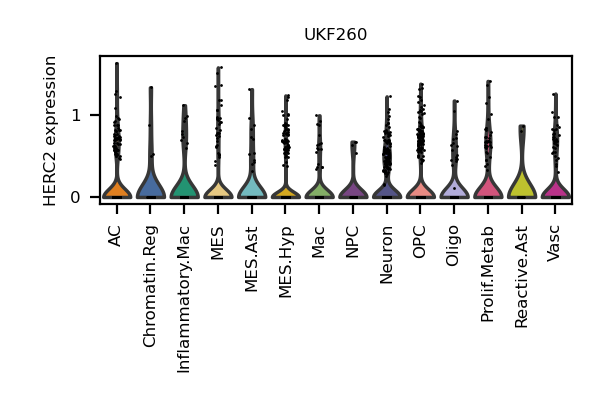 UKF260
HERC2 expression
1
0
AC
Chromatin.Reg
Inflammatory.Mac
MES
MES.Ast
MES.Hyp
Mac
NPC
Neuron
OPC
Oligo
Prolif.Metab
Reactive.Ast
Vasc